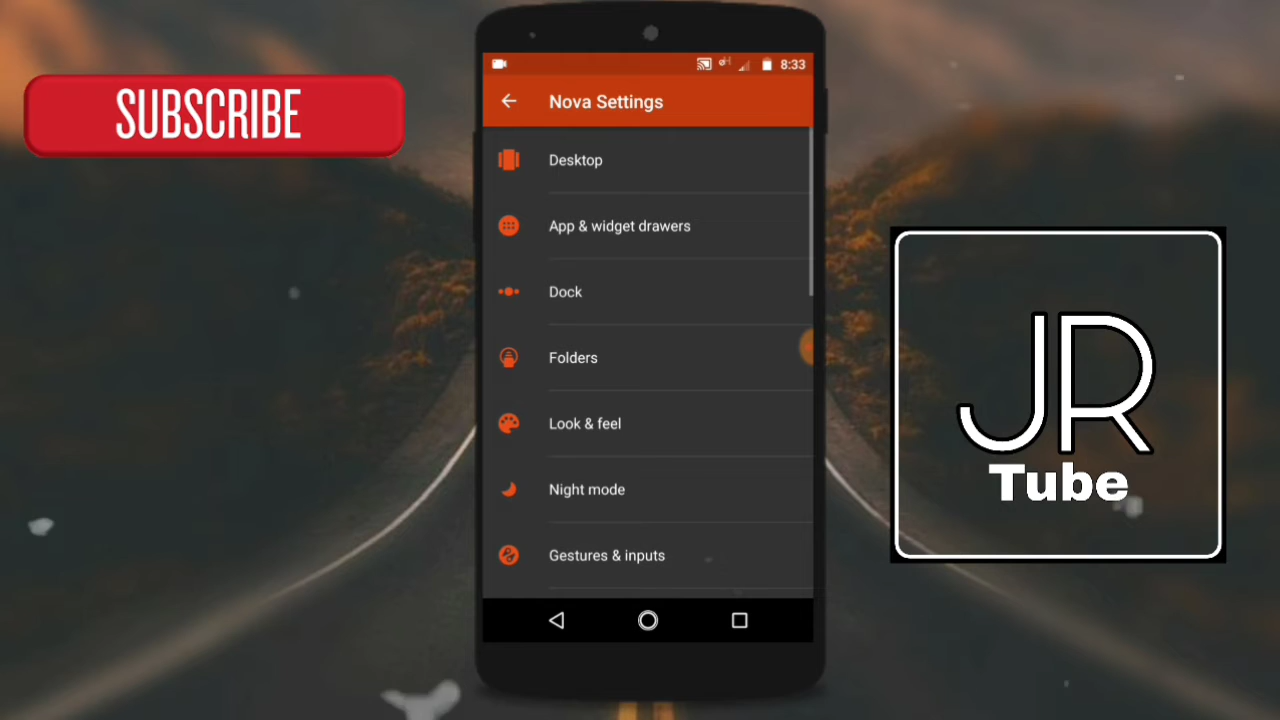 SUBSCRIBE
8:33
Nova Settings
Desktop
App & widget drawers
Dock
Folders
Look & feel
Night mode
Gestures & inputs
JR
Tube